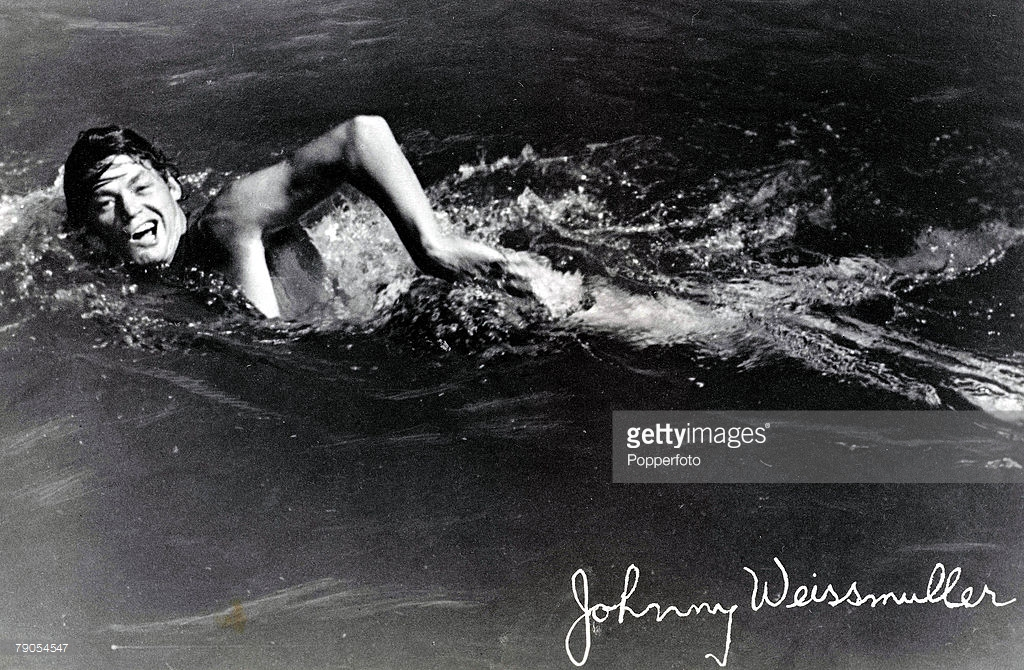 gettyimages®
Popperfoto
Johnny Weissmuller
79054547